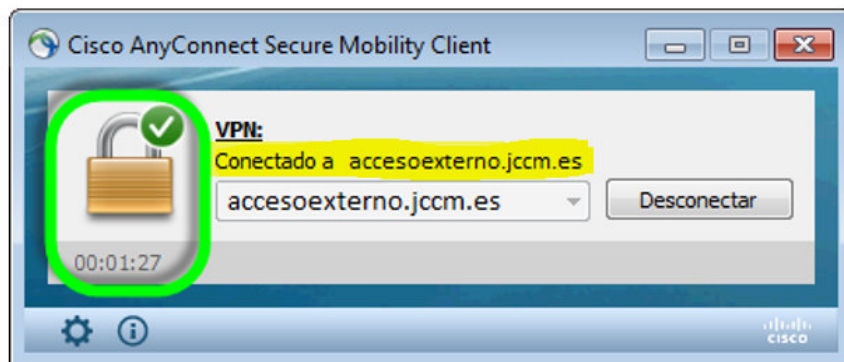 Cisco AnyConnect Secure Mobility Client
VPN:
Conectado a accesoexterno.jccm.es
accesoexterno.jccm.es
Desconectar
00:01:27
CISCO